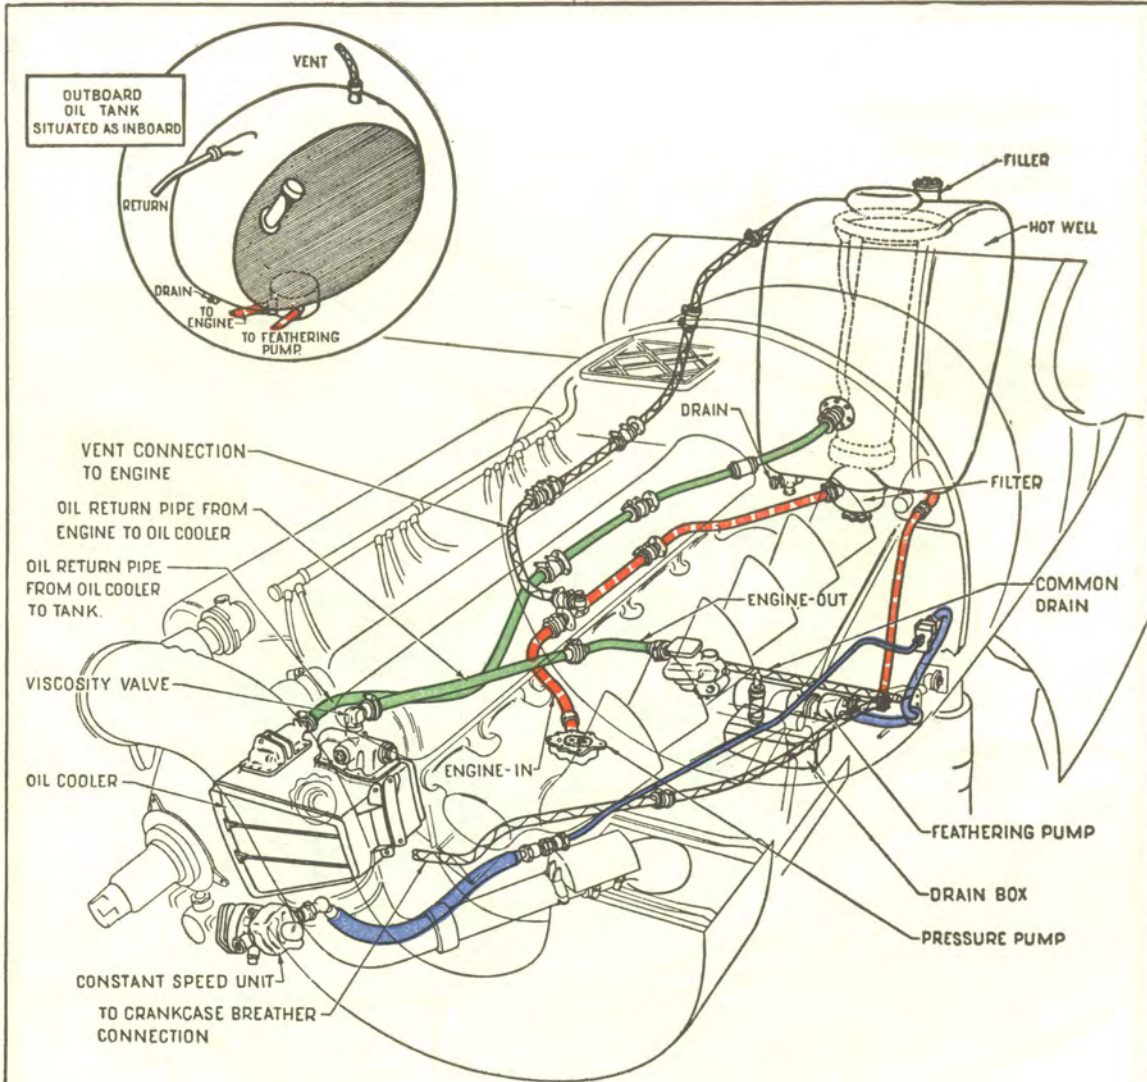 VENT
OUTBOARD
OIL TANK
SITUATED AS INBOARD
RETURN
DRAIN
TO
ENGINE
TO FEATHERING
PUMP.
FILLER
HOT WELL
DRAIN
FILTER
VENT CONNECTION
TO ENGINE
OIL RETURN PIPE FROM
ENGINE TO OIL COOLER
OIL RETURN PIPE
FROM OIL COOLER
TO TANK.
ENGINE-OUT
COMMON
DRAIN
VISCOSITY VALVE
ENGINE-IN
OIL COOLER
FEATHERING PUMP
DRAIN BOX
PRESSURE PUMP
CONSTANT SPEED UNIT
TO CRANKCASE BREATHER
CONNECTION